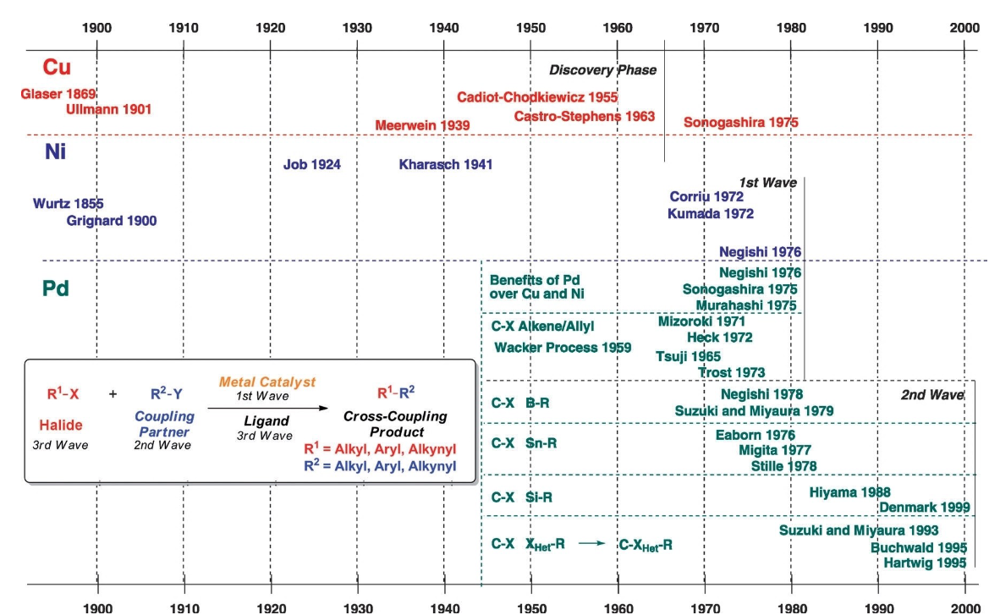 1900 1910 1920 1930 1940 1950 1960 1970 1980 1990 2000
Cu
Discovery Phase
Glaser 1869
Ullmann 1901
Cadiot-Chodkiewicz 1955
Castro-Stephens 1963
Meerwein 1939
Sonogashira 1975
Ni
Job 1924
Kharasch 1941
1st Wave
Wurtz 1855
Grignard 1900
Corriu 1972
Kumada 1972
Negishi 1976
Pd
Benefits of Pd
over Cu and Ni
Negishi 1976
Sonogashira 1975
Murahashi 1975
C-X Alkene/Allyl
Wacker Process 1959
Mizoroki 1971
Heck 1972
Tsuji 1965
Trost 1973
R1-X + R2-Y Metal Catalyst R1-R2
1st Wave
Halide Coupling Ligand Cross-Coupling
Partner Product
3rd Wave 2nd Wave 3rd Wave
R1 = Alkyl, Aryl, Alkynyl
R2 = Alkyl, Aryl, Alkynyl
C-X B-R
Negishi 1978
Suzuki and Miyaura 1979
2nd Wave
C-X Sn-R
Eaborn 1976
Migita 1977
Stille 1978
C-X Si-R
Hiyama 1988
Denmark 1999
C-X XHet-R → C-XHet-R
Suzuki and Miyaura 1993
Buchwald 1995
Hartwig 1995
1900 1910 1920 1930 1940 1950 1960 1970 1980 1990 2000